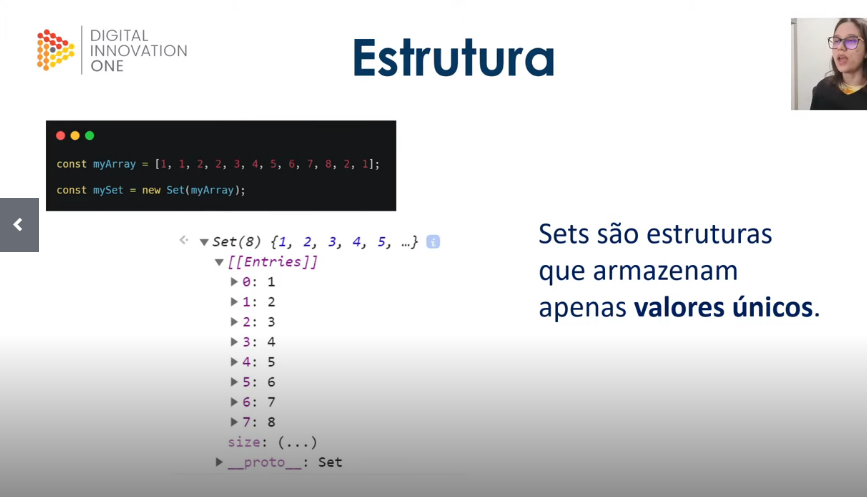 DIGITAL
INNOVATION
ONE
Estrutura
const myArray = [1, 1, 2, 2, 3, 4, 5, 6, 7, 8, 2, 1];
const mySet = new Set(myArray);
Set(8) {1, 2, 3, 4, 5, …} i
[[Entries]]
0: 1
1: 2
2: 3
3: 4
4: 5
5: 6
6: 7
7: 8
size: (...)
__proto__: Set
Sets são estruturas
que armazenam
apenas valores únicos.